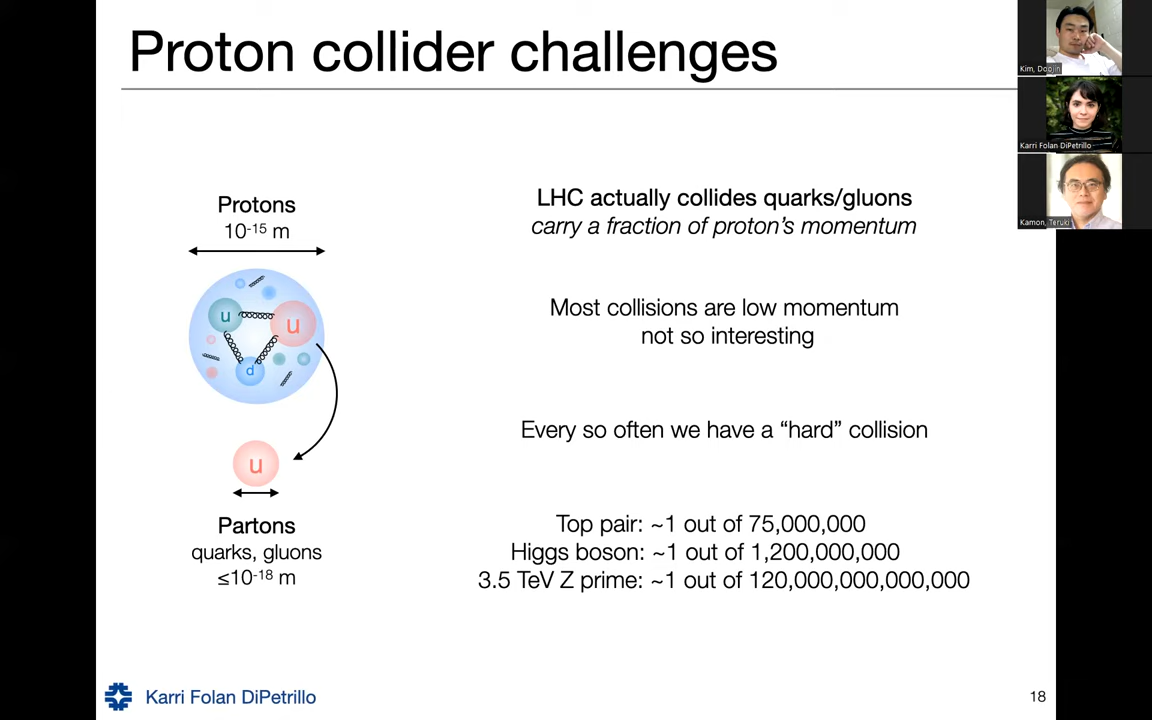 Proton collider challenges
Kim, Doojin
Karri Folan DiPetrillo
Kamon, Teruki
Protons
10⁻¹⁵ m
u
u
d
u
Partons
quarks, gluons
≤10⁻¹⁸ m
LHC actually collides quarks/gluons
carry a fraction of proton’s momentum
Most collisions are low momentum
not so interesting
Every so often we have a “hard” collision
Top pair: ~1 out of 75,000,000
Higgs boson: ~1 out of 1,200,000,000
3.5 TeV Z prime: ~1 out of 120,000,000,000,000
Karri Folan DiPetrillo
18